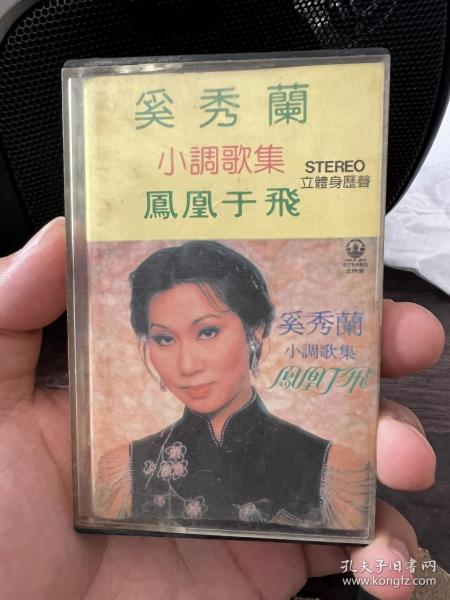 奚秀蘭
小調歌集
鳳凰于飛
STEREO
立體身歷聲
STEREO
奚秀蘭
小調歌集
鳳凰于飛
孔夫子旧书网
www.kongfz.com